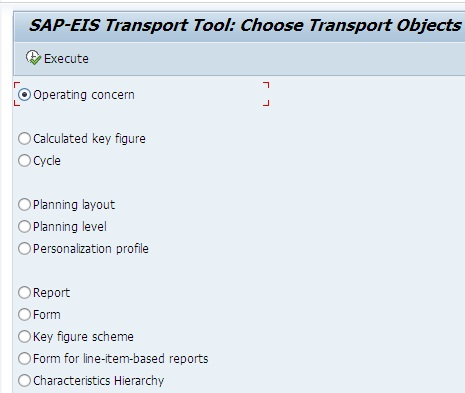 SAP-EIS Transport Tool: Choose Transport Objects
Execute
Operating concern
Calculated key figure
Cycle
Planning layout
Planning level
Personalization profile
Report
Form
Key figure scheme
Form for line-item-based reports
Characteristics Hierarchy